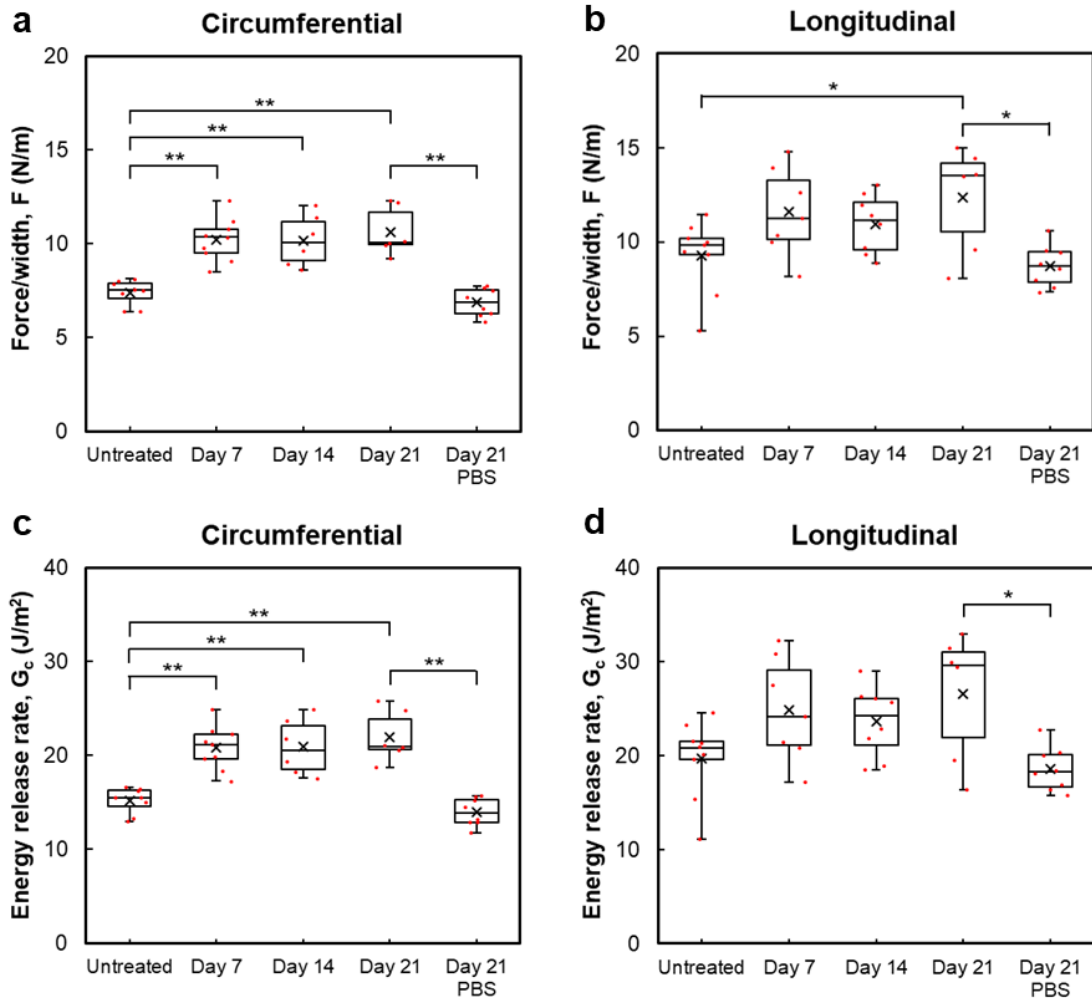 a
Circumferential
Force/width, F (N/m)
20
15
10
5
0
**
**
**
**
Untreated
Day 7
Day 14
Day 21
Day 21
PBS
b
Longitudinal
Force/width, F (N/m)
20
15
10
5
0
*
*
Untreated
Day 7
Day 14
Day 21
Day 21
PBS
c
Circumferential
Energy release rate, G_c (J/m²)
40
30
20
10
0
**
**
**
**
Untreated
Day 7
Day 14
Day 21
Day 21
PBS
d
Longitudinal
Energy release rate, G_c (J/m²)
40
30
20
10
0
*
Untreated
Day 7
Day 14
Day 21
Day 21
PBS